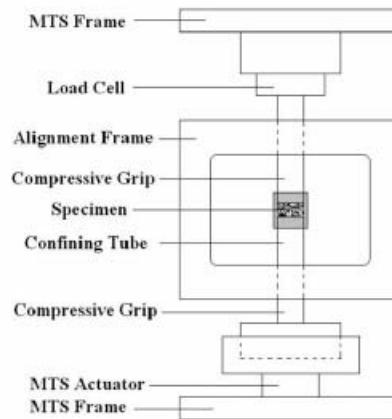 MTS Frame
Load Cell
Alignment Frame
Compressive Grip
Specimen
Confining Tube
Compressive Grip
MTS Actuator
MTS Frame